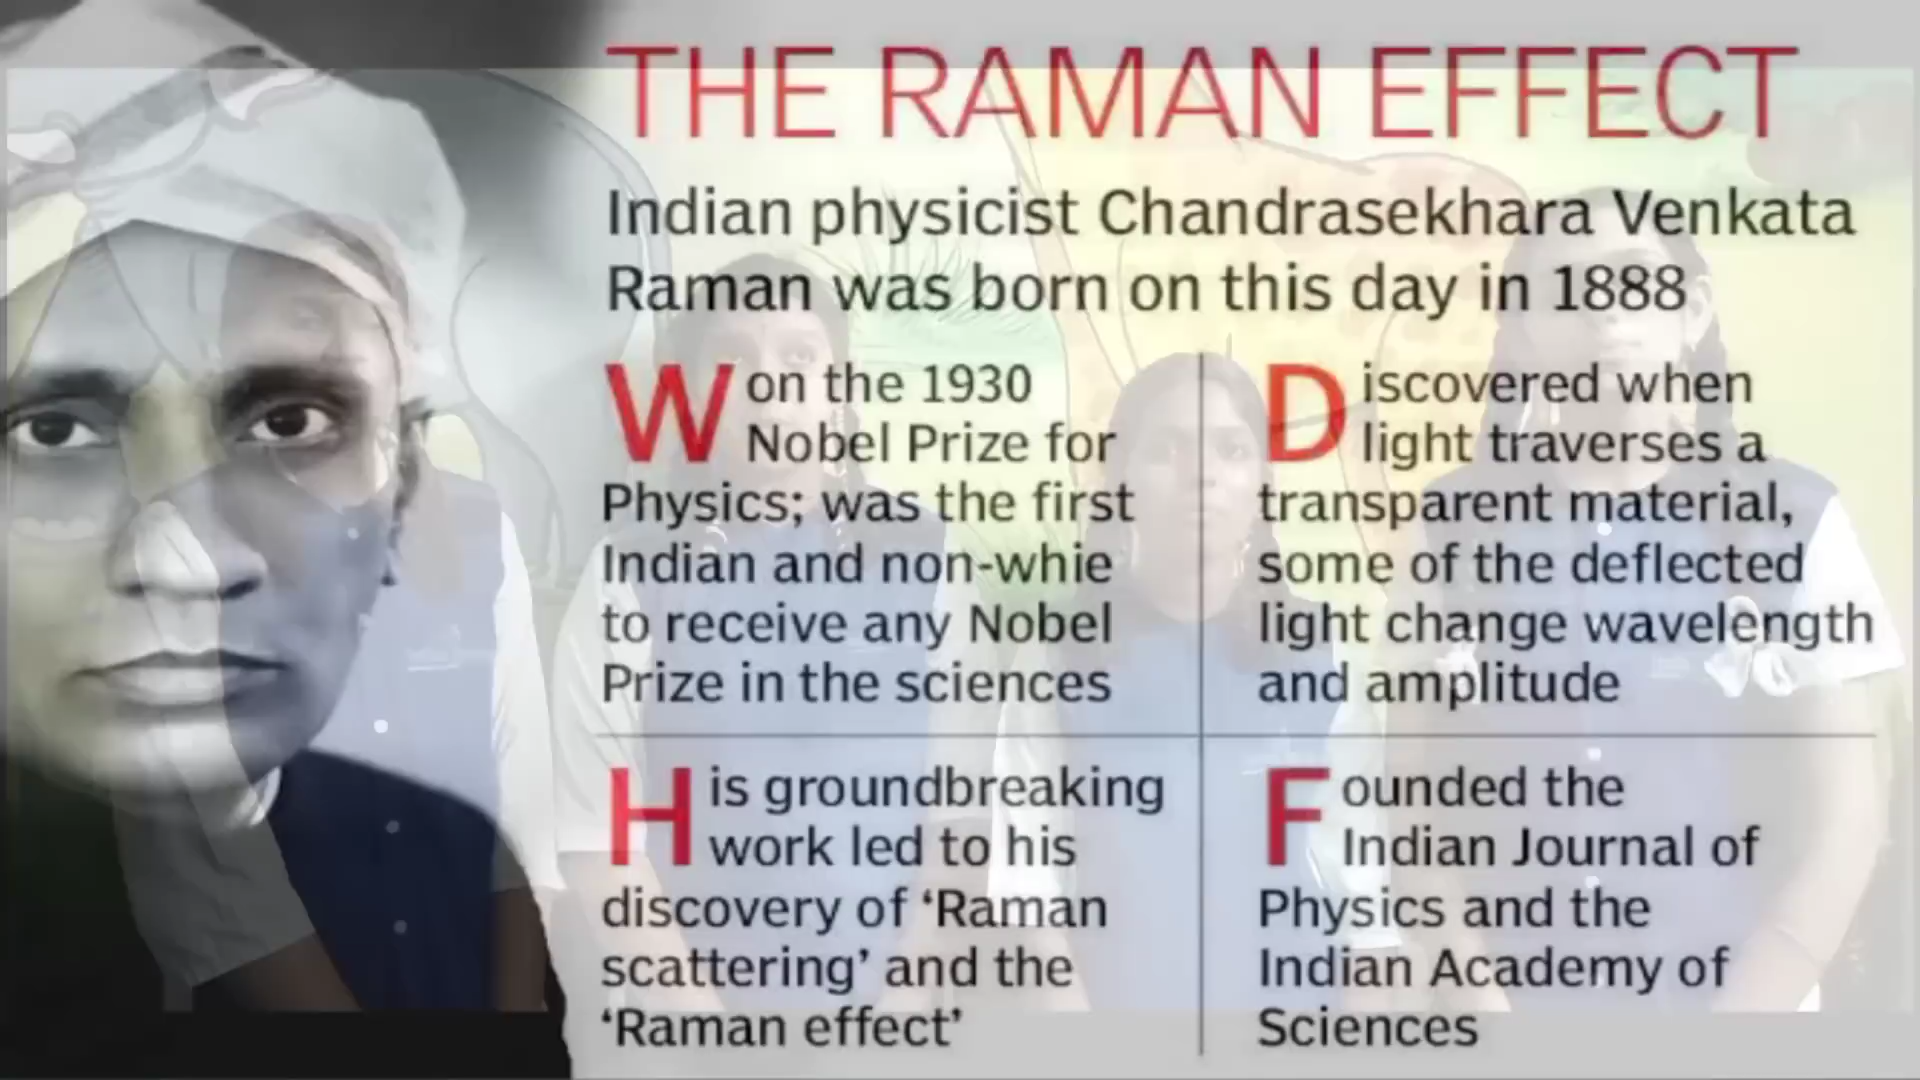 THE RAMAN EFFECT
Indian physicist Chandrasekhara Venkata
Raman was born on this day in 1888
Won the 1930
Nobel Prize for
Physics; was the first
Indian and non-whie
to receive any Nobel
Prize in the sciences
Discovered when
light traverses a
transparent material,
some of the deflected
light change wavelength
and amplitude
His groundbreaking
work led to his
discovery of ‘Raman
scattering’ and the
‘Raman effect’
Founded the
Indian Journal of
Physics and the
Indian Academy of
Sciences